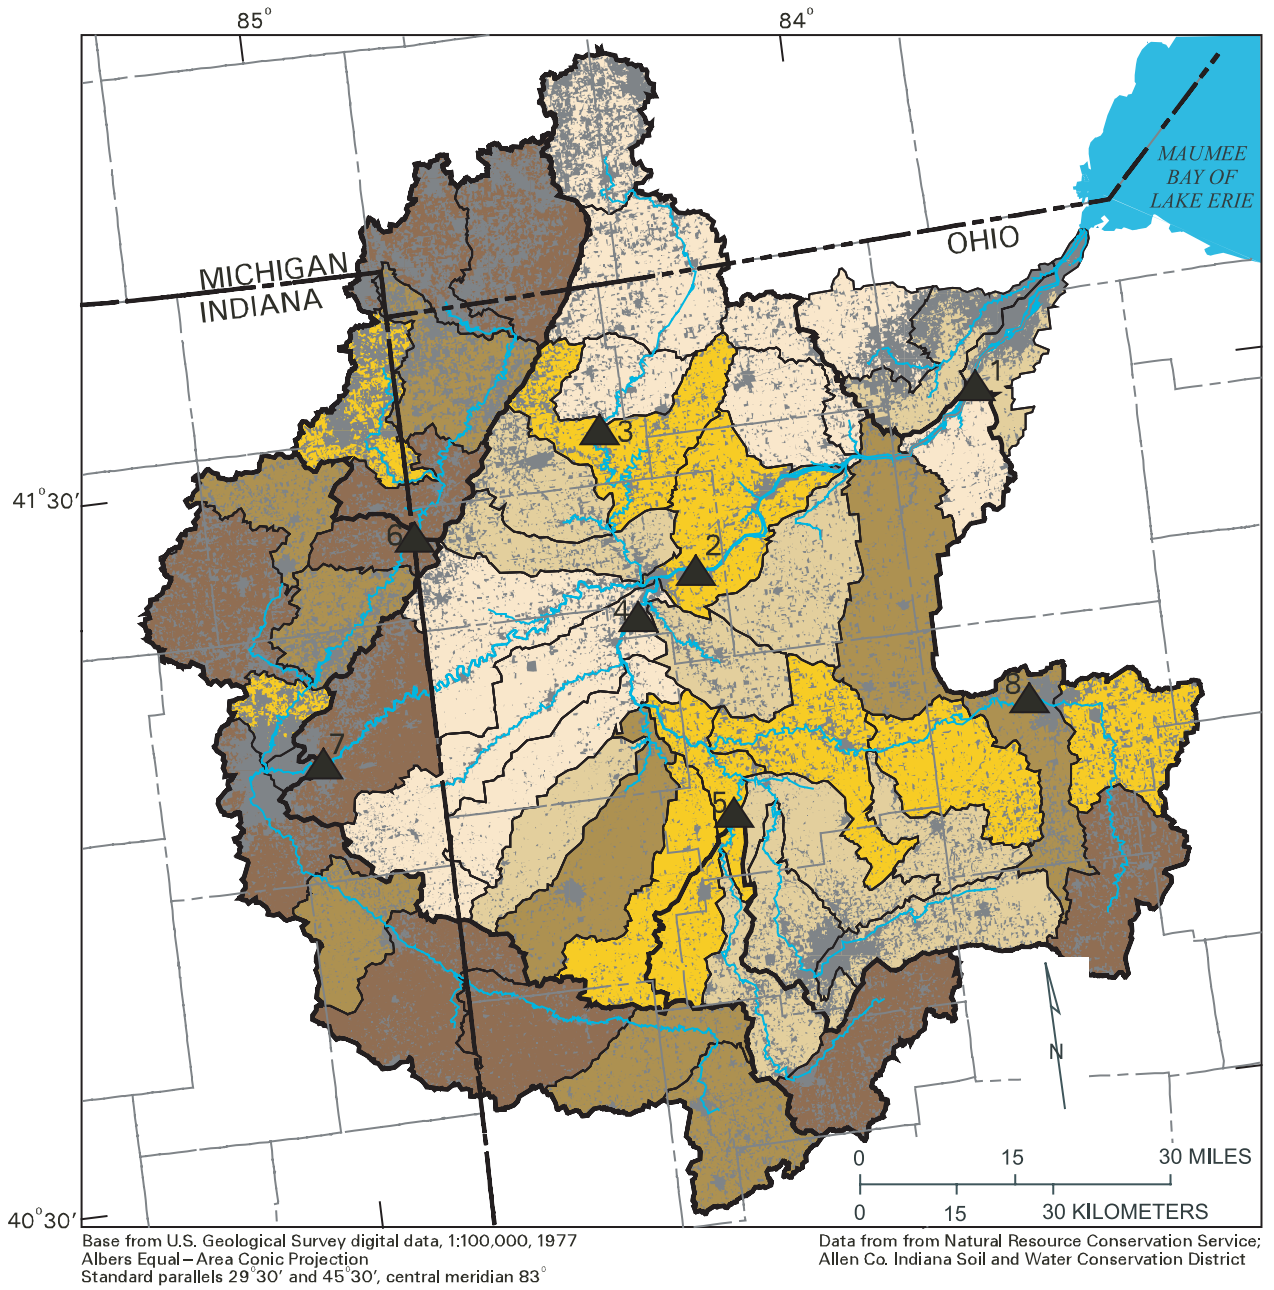 85°
84°
MAUMEE
BAY OF
LAKE ERIE
OHIO
MICHIGAN
INDIANA
1
3
41°30'
6
2
4
8
7
5
N
0 15 30 MILES
0 15 30 KILOMETERS
40°30'
Base from U.S. Geological Survey digital data, 1:100,000, 1977
Albers Equal–Area Conic Projection
Standard parallels 29°30' and 45°30', central meridian 83°
Data from from Natural Resource Conservation Service;
Allen Co. Indiana Soil and Water Conservation District